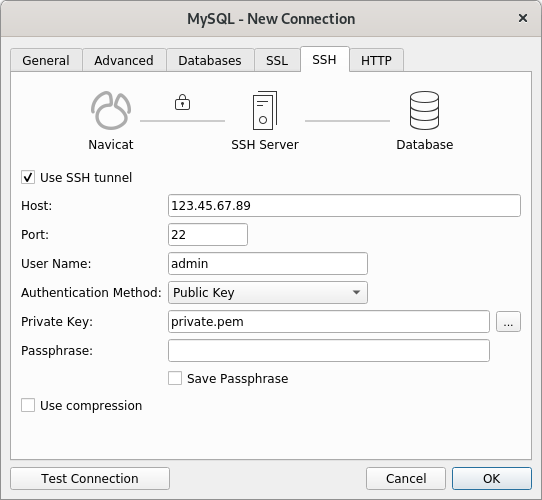 MySQL - New Connection
General Advanced Databases SSL SSH HTTP
Navicat SSH Server Database
Use SSH tunnel
Host: 123.45.67.89
Port: 22
User Name: admin
Authentication Method: Public Key
Private Key: private.pem ...
Passphrase:
Save Passphrase
Use compression
Test Connection Cancel OK